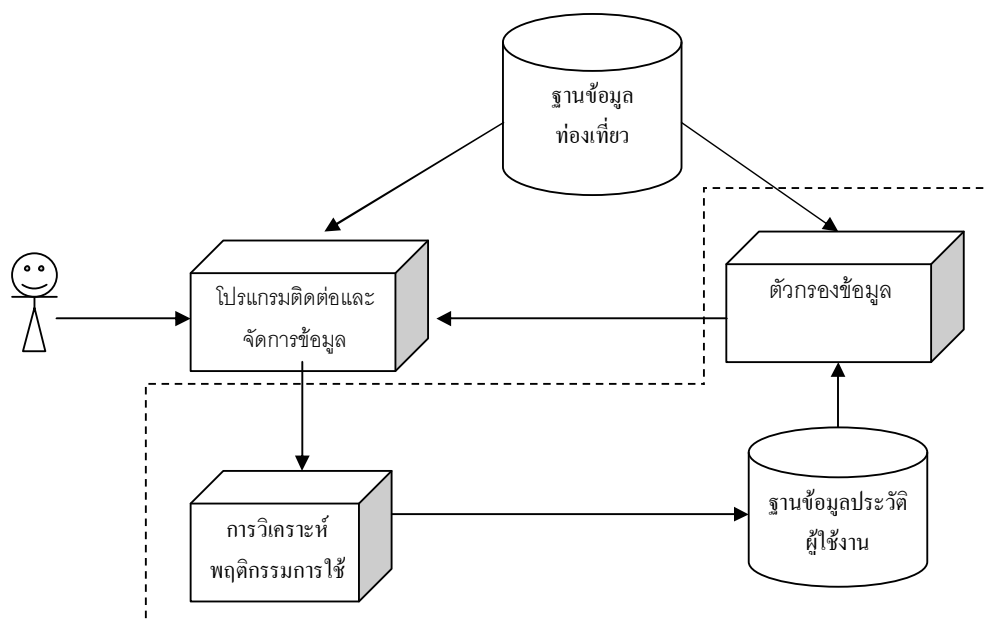 ฐานข้อมูล
ท่องเที่ยว
โปรแกรมติดต่อและ
จัดการข้อมูล
ตัวกรองข้อมูล
การวิเคราะห์
พฤติกรรมการใช้
ฐานข้อมูลประวัติ
ผู้ใช้งาน